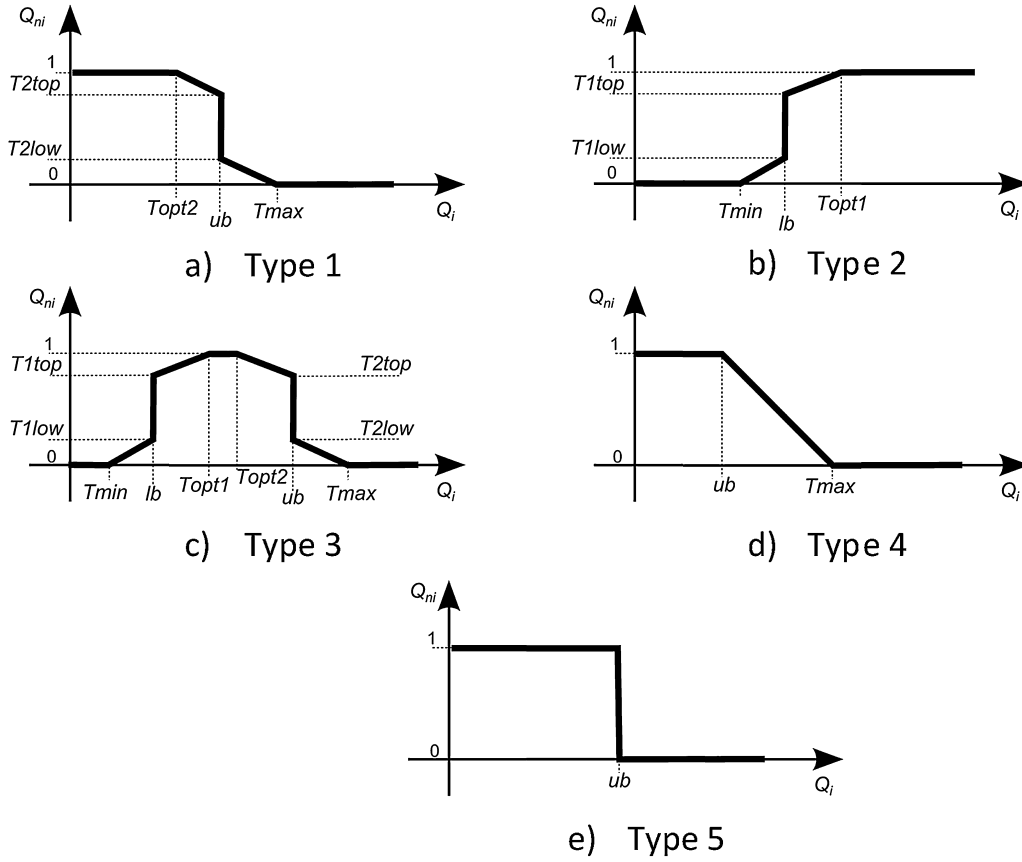 Qni
1
T2top
T2low
0
Topt2
ub
Tmax
Qi
a) Type 1
Qni
1
T1top
T1low
0
Tmin
lb
Topt1
Qi
b) Type 2
Qni
1
T1top
T2top
T1low
T2low
0
Tmin
lb
Topt1
Topt2
ub
Tmax
Qi
c) Type 3
Qni
1
0
ub
Tmax
Qi
d) Type 4
Qni
1
0
ub
Qi
e) Type 5